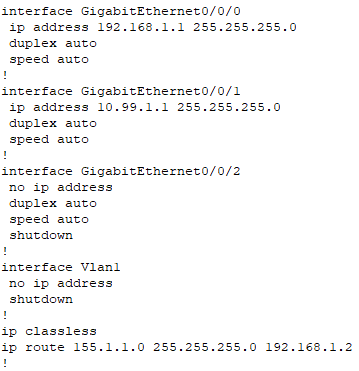 interface GigabitEthernet0/0/0
 ip address 192.168.1.1 255.255.255.0
 duplex auto
 speed auto
!
interface GigabitEthernet0/0/1
 ip address 10.99.1.1 255.255.255.0
 duplex auto
 speed auto
!
interface GigabitEthernet0/0/2
 no ip address
 duplex auto
 speed auto
 shutdown
!
interface Vlan1
 no ip address
 shutdown
!
ip classless
ip route 155.1.1.0 255.255.255.0 192.168.1.2
!